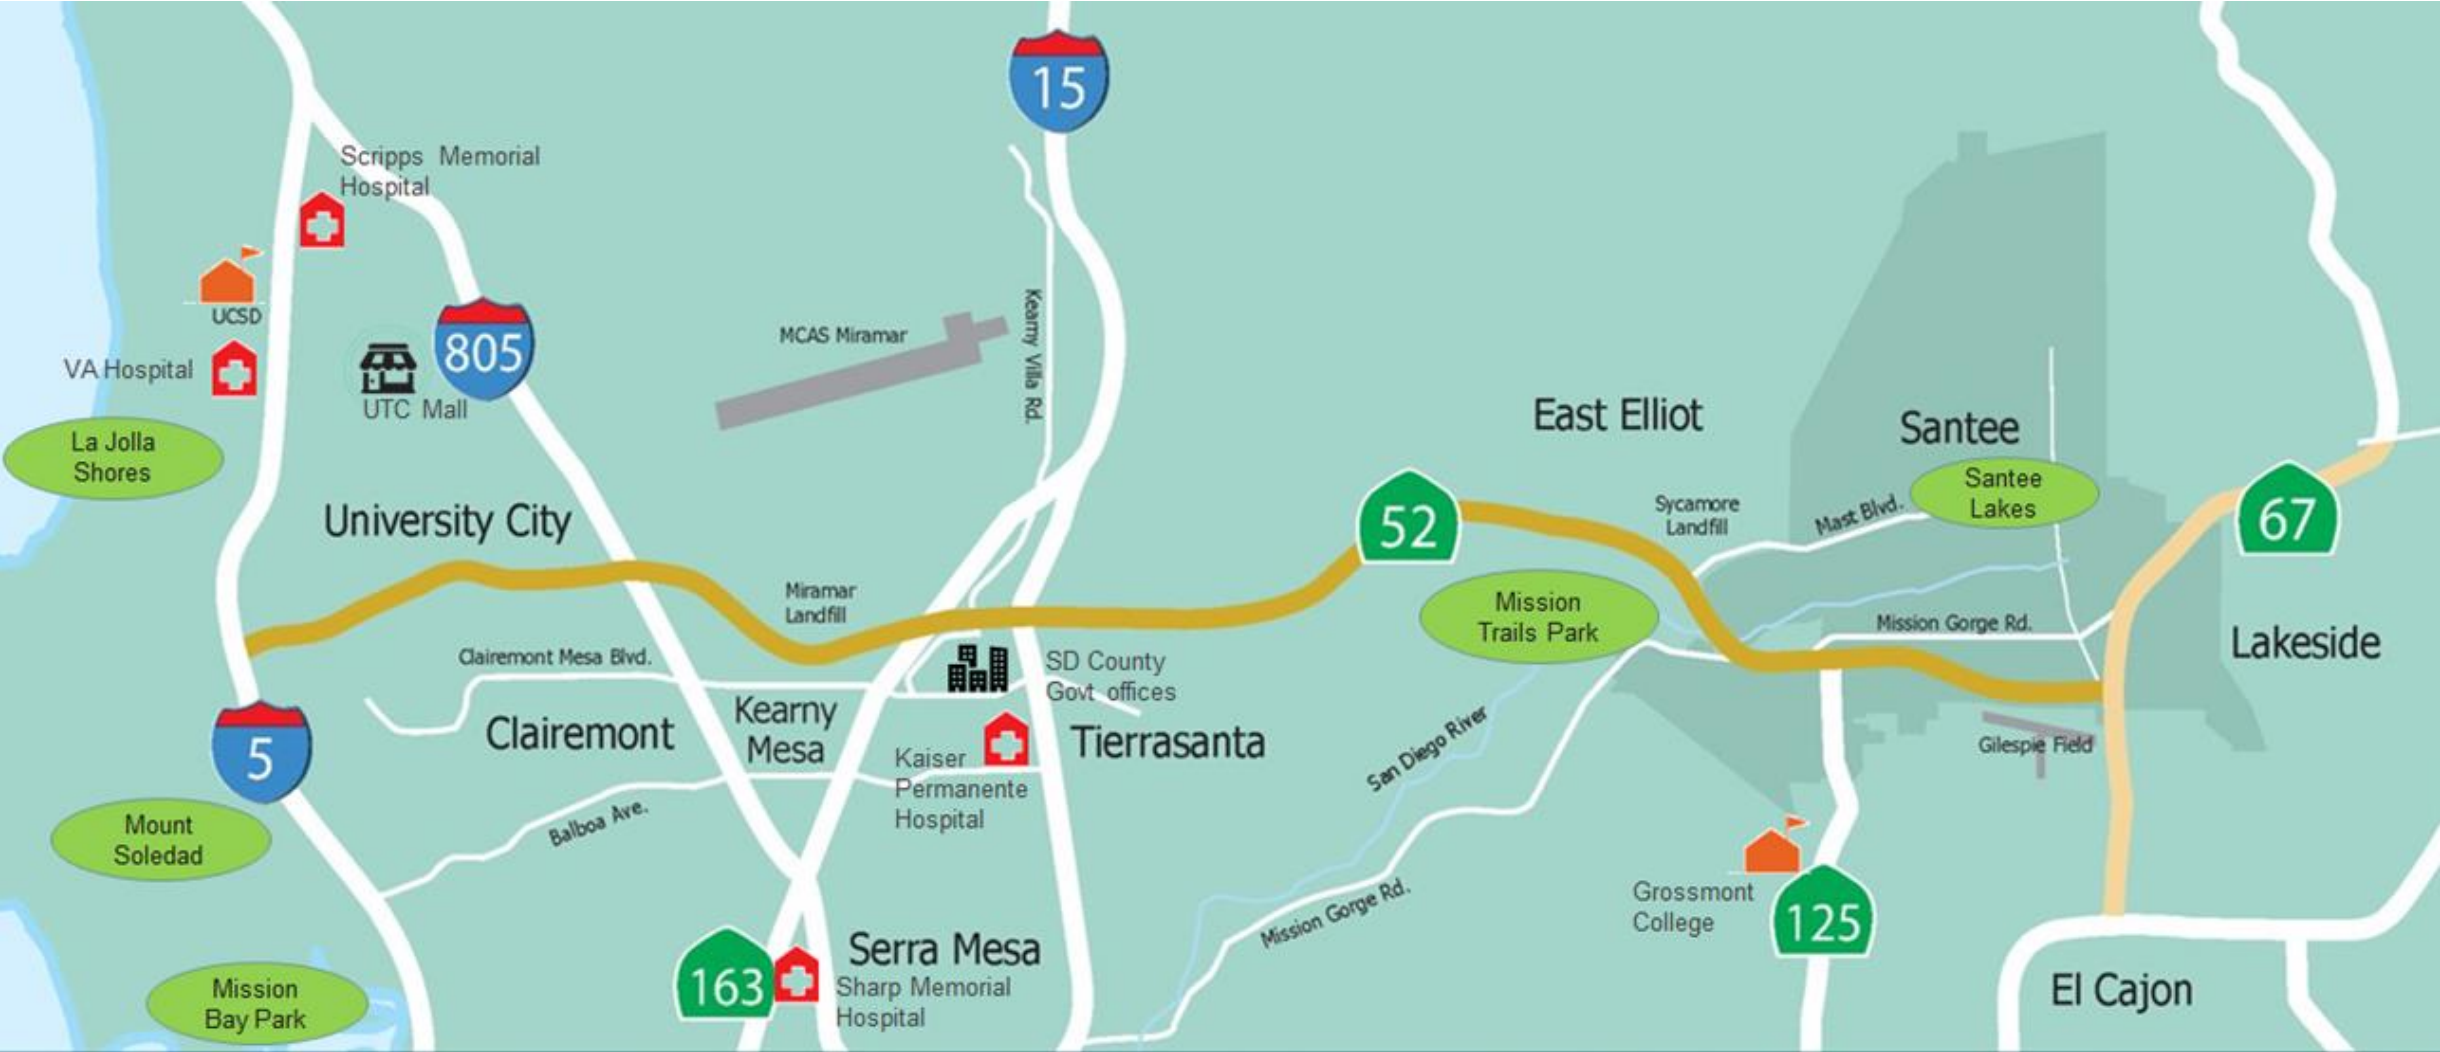 15
Scripps Memorial
Hospital
UCSD
VA Hospital
805
UTC Mall
MCAS Miramar
Kearny Villa Rd.
La Jolla
Shores
University City
East Elliot
Santee
Santee
Lakes
52
Sycamore
Landfill
Mast Blvd.
67
Miramar
Landfill
Mission
Trails Park
Mission Gorge Rd.
Lakeside
Clairemont Mesa Blvd.
SD County
Govt offices
5
Clairemont
Kearny
Mesa
Kaiser
Permanente
Hospital
Tierrasanta
San Diego River
Gillespie Field
Mount
Soledad
Balboa Ave.
Mission Gorge Rd.
Grossmont
College
125
163
Serra Mesa
Sharp Memorial
Hospital
Mission
Bay Park
El Cajon